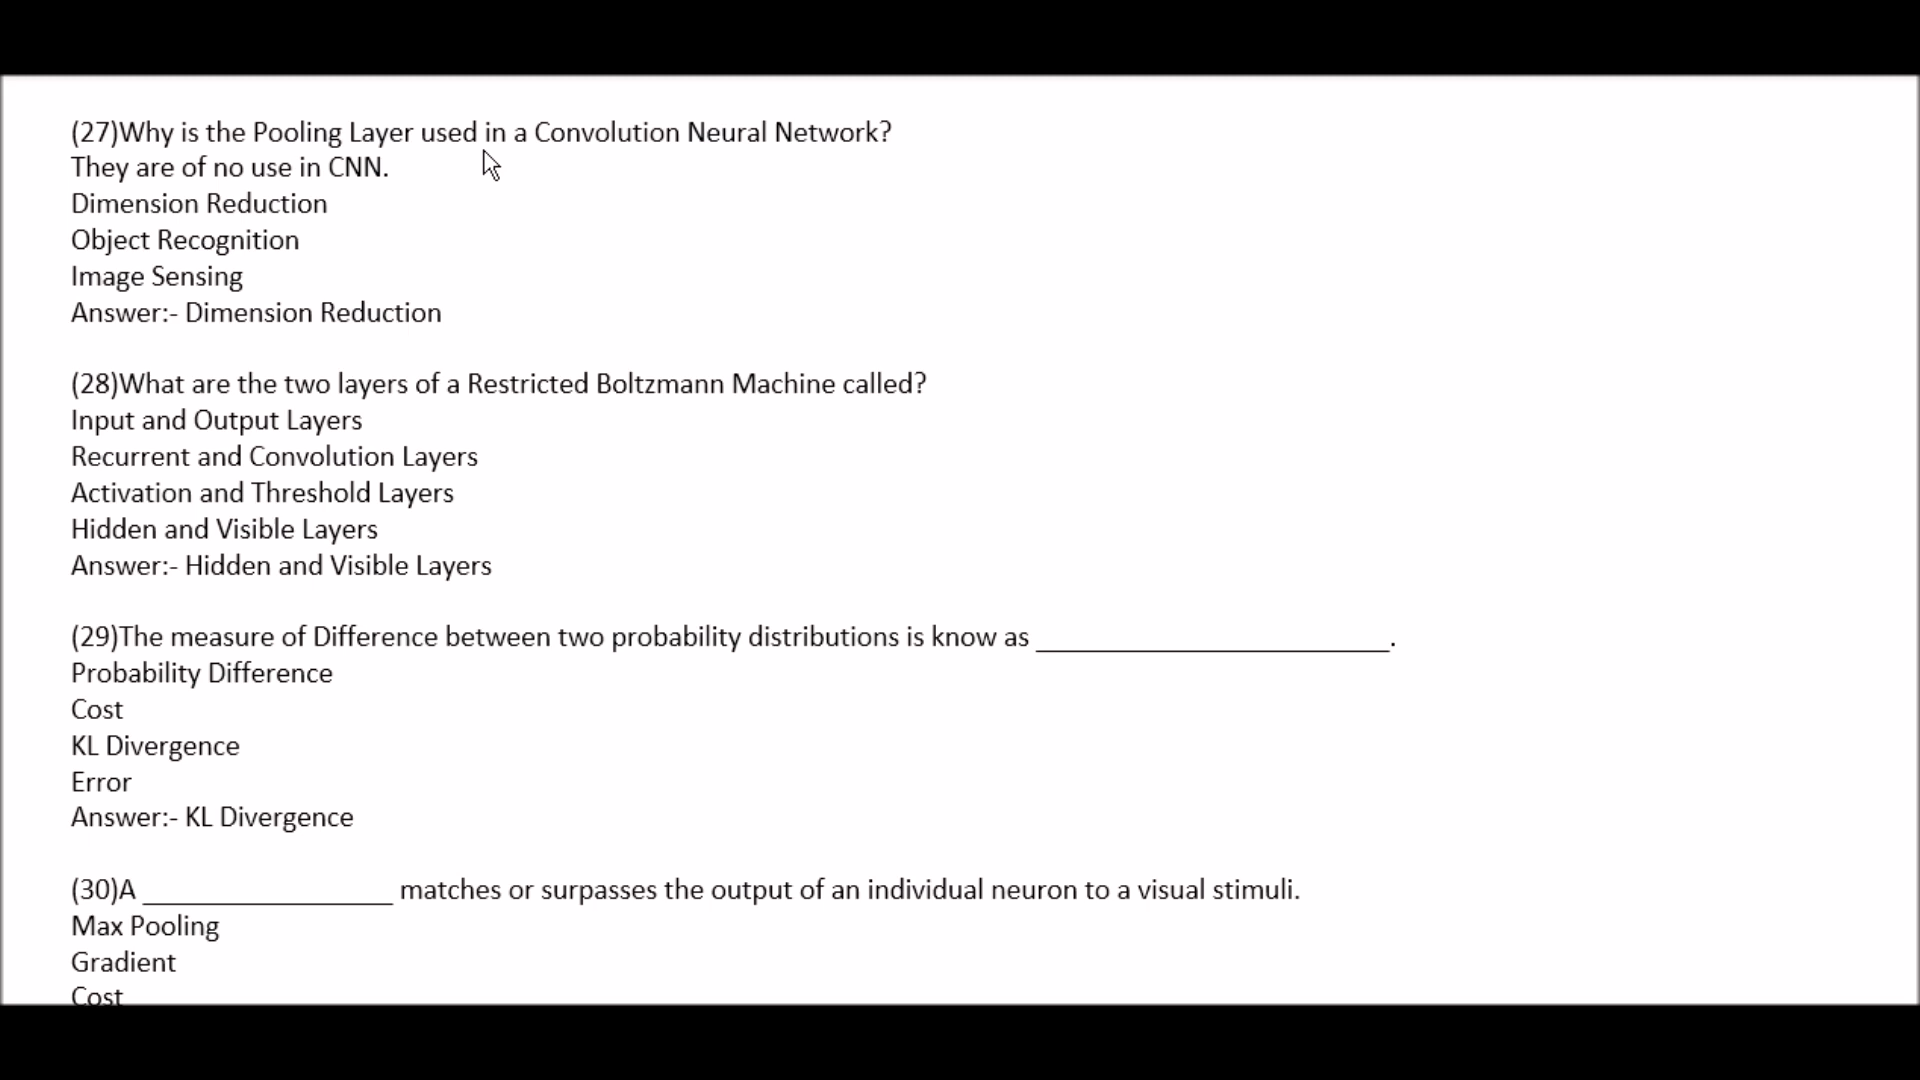 (27)Why is the Pooling Layer used in a Convolution Neural Network?
They are of no use in CNN.
Dimension Reduction
Object Recognition
Image Sensing
Answer:- Dimension Reduction
(28)What are the two layers of a Restricted Boltzmann Machine called?
Input and Output Layers
Recurrent and Convolution Layers
Activation and Threshold Layers
Hidden and Visible Layers
Answer:- Hidden and Visible Layers
(29)The measure of Difference between two probability distributions is know as _________________________.
Probability Difference
Cost
KL Divergence
Error
Answer:- KL Divergence
(30)A __________________ matches or surpasses the output of an individual neuron to a visual stimuli.
Max Pooling
Gradient
Cost